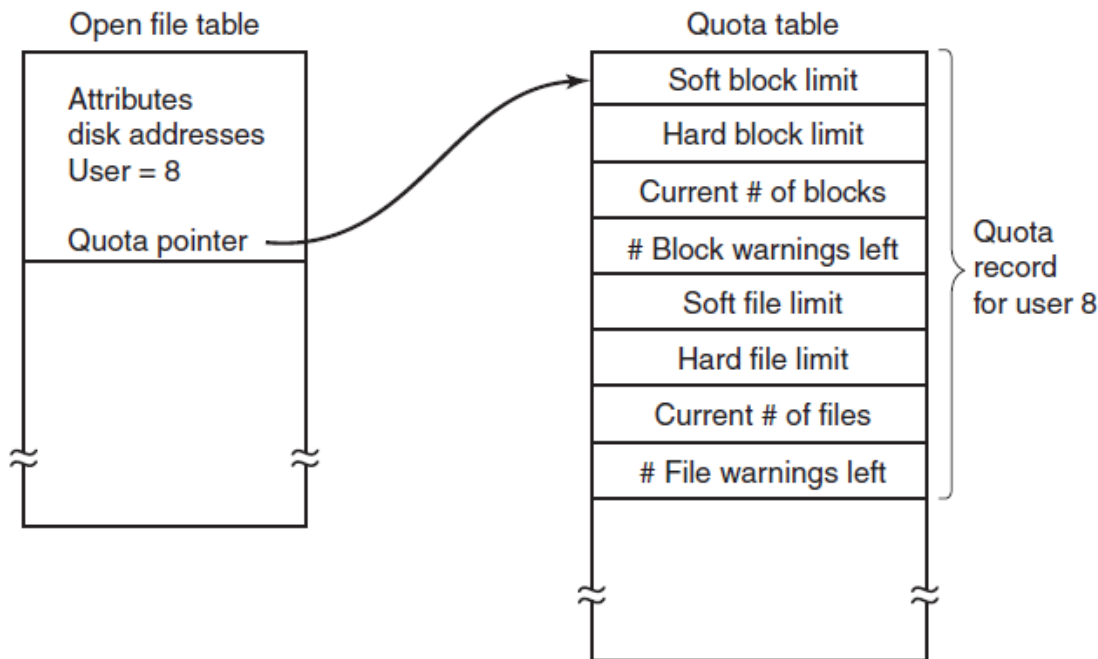 Open file table
Attributes
disk addresses
User = 8
Quota pointer
Quota table
Soft block limit
Hard block limit
Current # of blocks
# Block warnings left
Soft file limit
Hard file limit
Current # of files
# File warnings left
Quota
record
for user 8